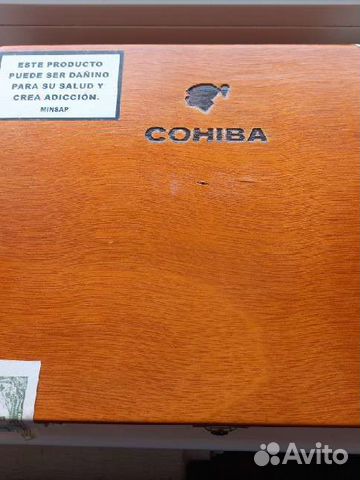 ESTE PRODUCTO
PUEDE SER DAÑINO
PARA SU SALUD Y
CREA ADICCIÓN.
MINSAP
COHIBA
Avito